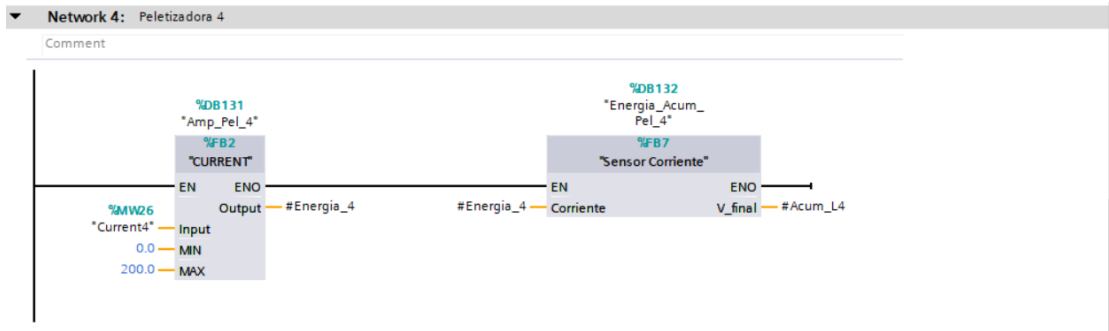 Network 4: Peletizadora 4
Comment
%DB131
"Amp_Pel_4"
%FB2
"CURRENT"
EN ENO
%MW26
"Current4" Input
Output #Energia_4
0.0 MIN
200.0 MAX
%DB132
"Energia_Acum_
Pel_4"
%FB7
"Sensor Corriente"
EN ENO
#Energia_4 Corriente V_final #Acum_L4